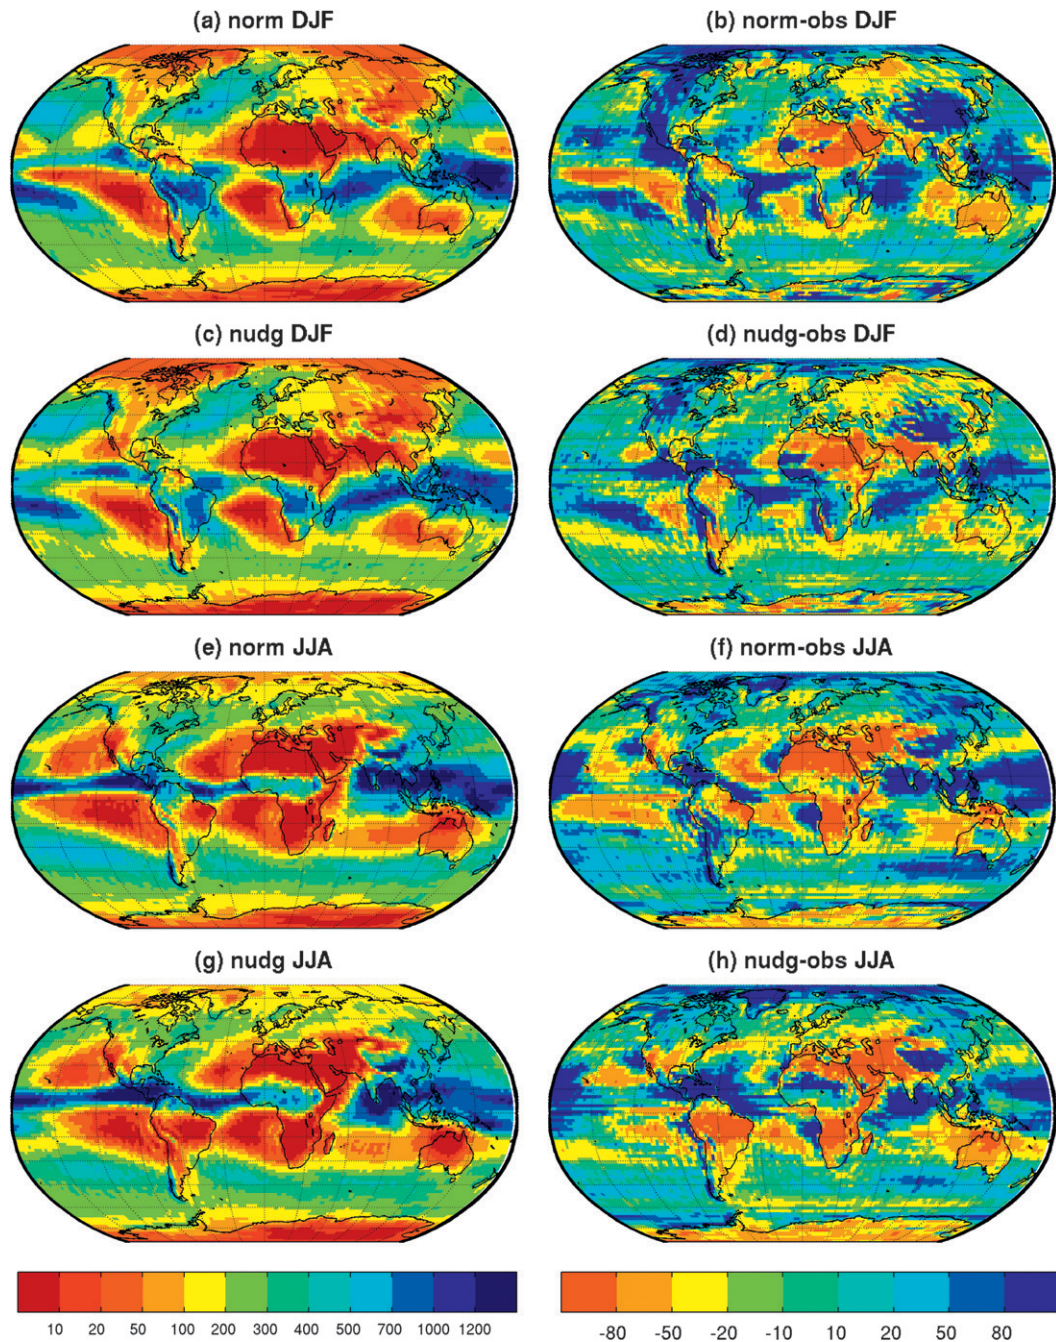 (a) norm DJF
(b) norm-obs DJF
(c) nudg DJF
(d) nudg-obs DJF
(e) norm JJA
(f) norm-obs JJA
(g) nudg JJA
(h) nudg-obs JJA
10 20 50 100 200 300 500 700 1000 1200
-80 -50 -20 -10 10 20 50 80